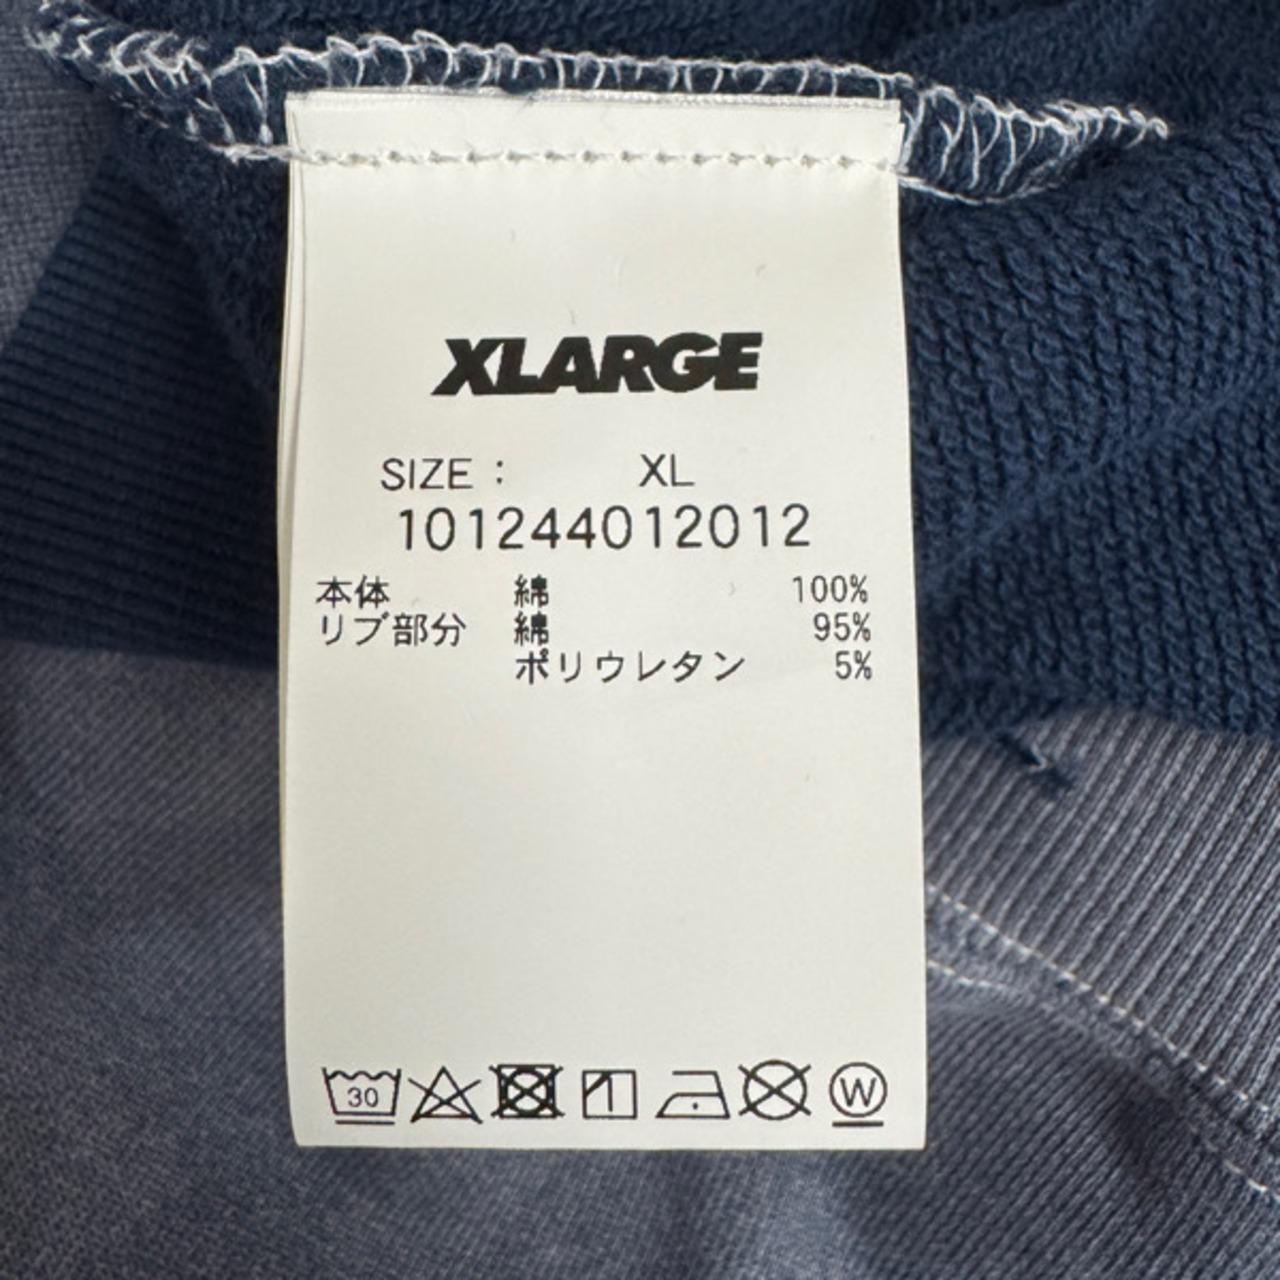 XLARGE
SIZE : XL
101244012012
本体 綿 100%
リブ部分 綿 95%
ポリウレタン 5%
30
W